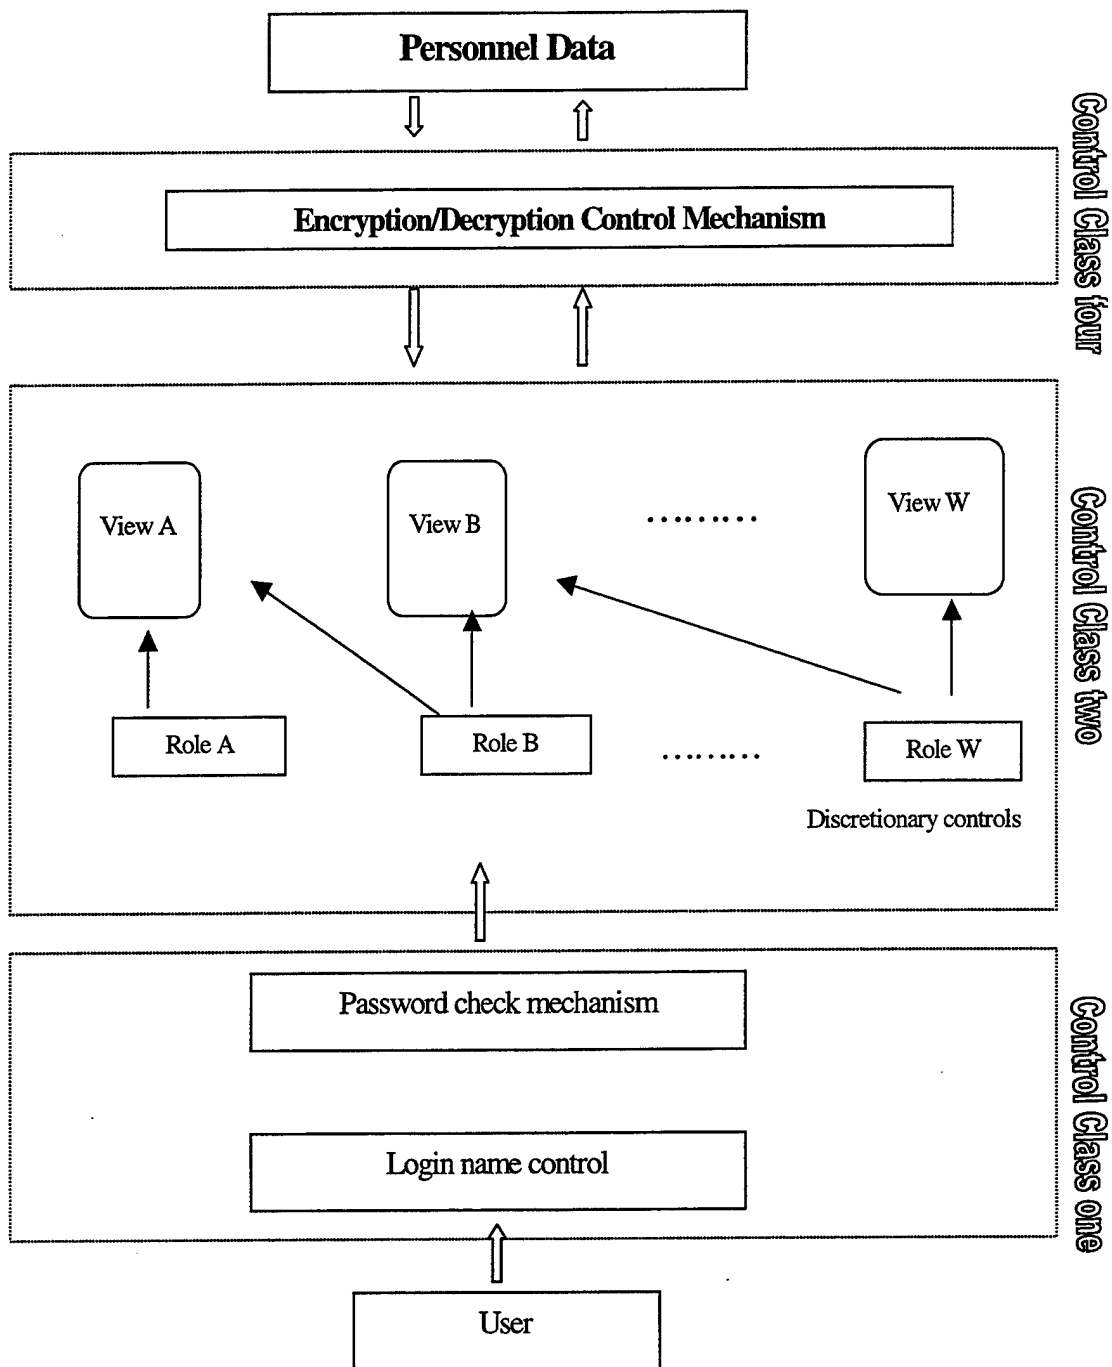 Personnel Data
Control Class four
Encryption/Decryption Control Mechanism
Control Class two
View A
View B
..........
View W
Role A
Role B
..........
Role W
Discretionary controls
Control Class one
Password check mechanism
Login name control
User